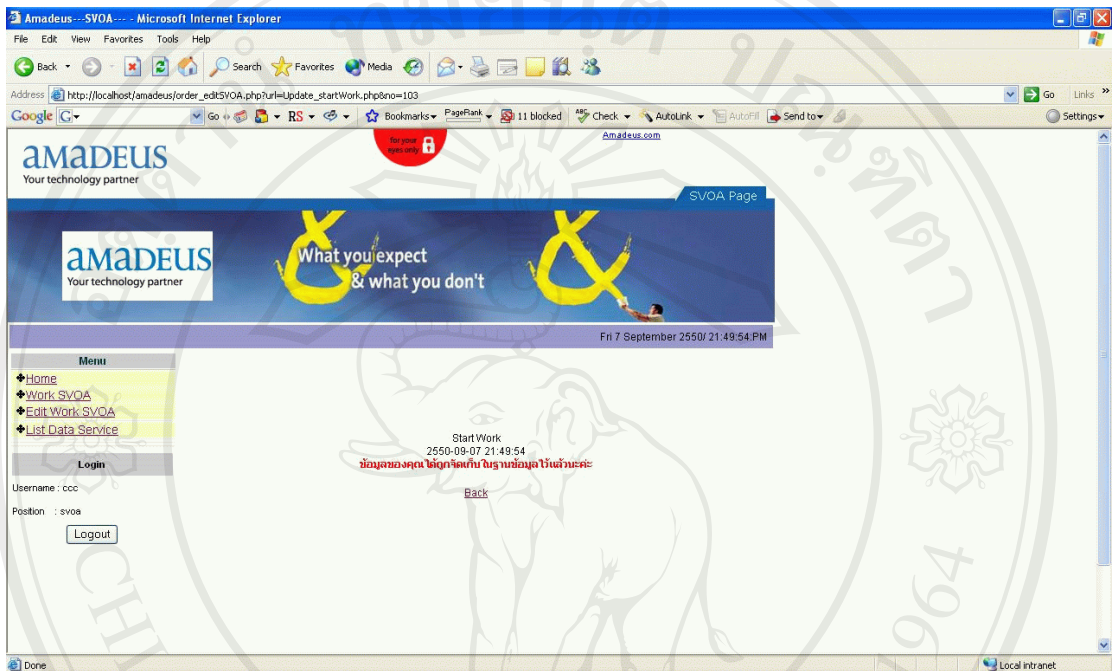 Amadeus---SVOA--- - Microsoft Internet Explorer
File Edit View Favorites Tools Help
Back Search Favorites Media
Address http://localhost/amadeus/order_editSVOA.php?url=Update_startWork.php&no=103 Go Links »
Google G Go RS Bookmarks PageRank 11 blocked Check AutoLink AutoFill Send to Settings
amadeus
Your technology partner
for your
eyes only
Amadeus.com
SVOA Page
amadeus
Your technology partner
What you expect
& what you don't
Fri 7 September 2550/ 21:49:54:PM
Menu
Home
Work SVOA
Edit Work SVOA
List Data Service
Login
Username : ccc
Position : svoa
Logout
Start Work
2550-09-07 21:49:54
ข้อมูลของคุณได้ถูกจัดเก็บในฐานข้อมูลไว้แล้วนะค่ะ
Back
Done
Local intranet
1964